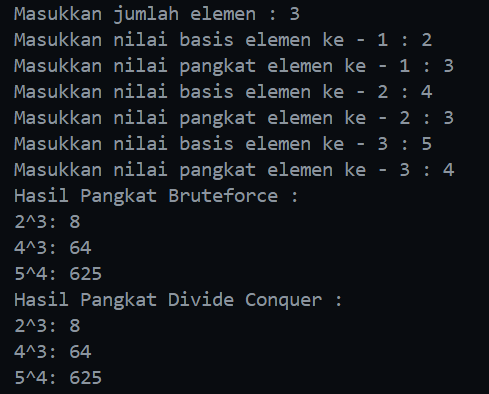 Masukkan jumlah elemen : 3
Masukkan nilai basis elemen ke - 1 : 2
Masukkan nilai pangkat elemen ke - 1 : 3
Masukkan nilai basis elemen ke - 2 : 4
Masukkan nilai pangkat elemen ke - 2 : 3
Masukkan nilai basis elemen ke - 3 : 5
Masukkan nilai pangkat elemen ke - 3 : 4
Hasil Pangkat Bruteforce :
2^3: 8
4^3: 64
5^4: 625
Hasil Pangkat Divide Conquer :
2^3: 8
4^3: 64
5^4: 625